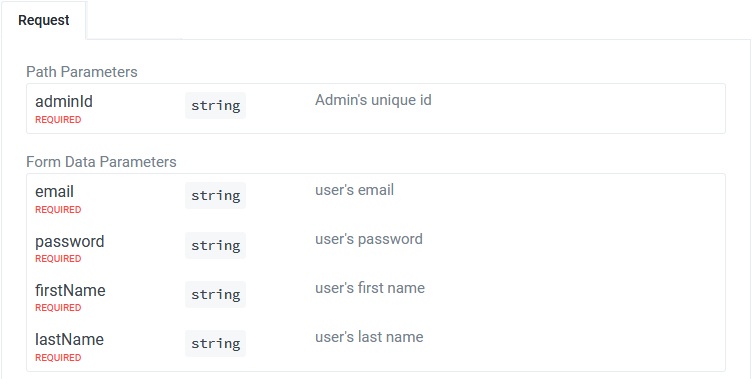 Request
Path Parameters
adminId string Admin's unique id
REQUIRED
Form Data Parameters
email string user's email
REQUIRED
password string user's password
REQUIRED
firstName string user's first name
REQUIRED
lastName string user's last name
REQUIRED